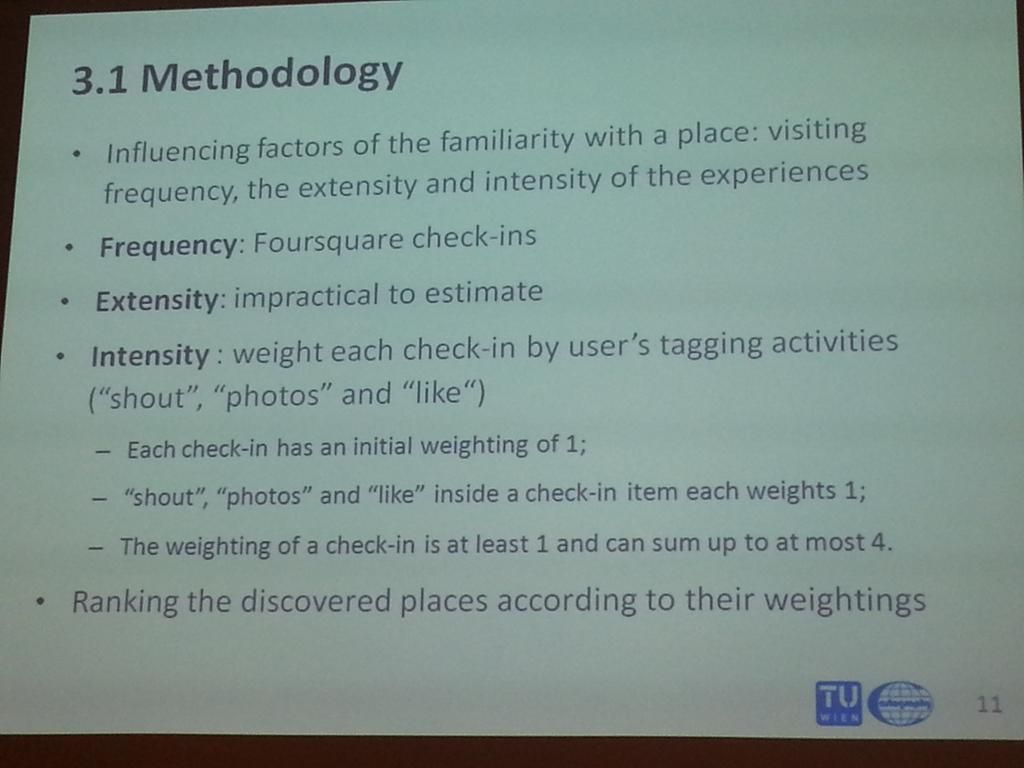 3.1 Methodology
• Influencing factors of the familiarity with a place: visiting
frequency, the extensity and intensity of the experiences
• Frequency: Foursquare check-ins
• Extensity: impractical to estimate
• Intensity : weight each check-in by user’s tagging activities
(“shout”, “photos” and “like“)
– Each check-in has an initial weighting of 1;
– “shout”, “photos” and “like” inside a check-in item each weights 1;
– The weighting of a check-in is at least 1 and can sum up to at most 4.
• Ranking the discovered places according to their weightings
TU
WIEN
11